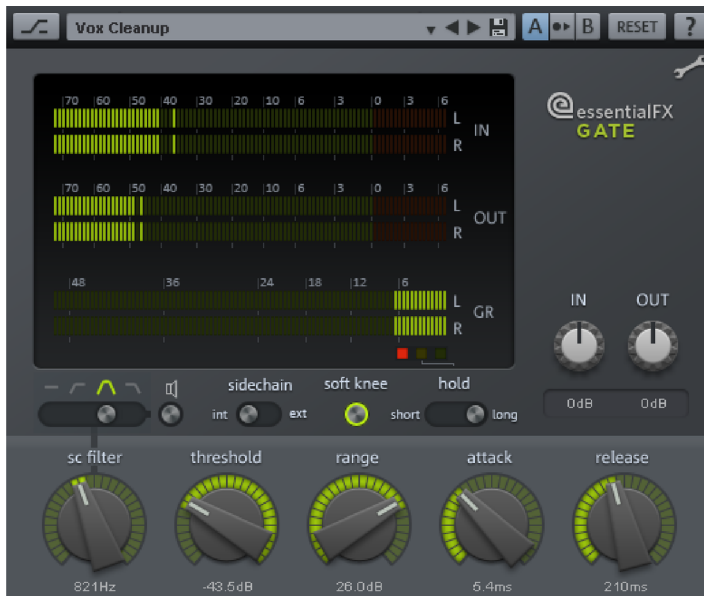 Vox Cleanup A B RESET ?
70 60 50 40 30 20 10 6 3 0 3 6
L
IN
R
essentialFX
GATE
70 60 50 40 30 20 10 6 3 0 3 6
L
OUT
R
48 36 24 18 12 6
L
GR
R
IN OUT
0dB 0dB
sidechain soft knee hold
int ext short long
sc filter threshold range attack release
821Hz -43.5dB 26.0dB 5.4ms 210ms